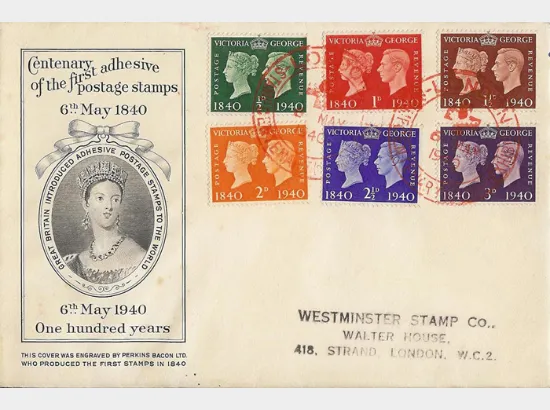 Centenary
of the first adhesive
postage stamps
6th May 1840
GREAT BRITAIN INTRODUCED ADHESIVE POSTAGE STAMPS TO THE WORLD
6th May 1940
One hundred years
THIS COVER WAS ENGRAVED BY PERKINS BACON LTD.
WHO PRODUCED THE FIRST STAMPS IN 1840
VICTORIA GEORGE
POSTAGE
REVENUE
1840 ½D 1940
VICTORIA GEORGE
POSTAGE
REVENUE
1840 1D 1940
VICTORIA GEORGE
POSTAGE
REVENUE
1840 1½D 1940
VICTORIA GEORGE
POSTAGE
REVENUE
1840 2D 1940
VICTORIA GEORGE
POSTAGE
REVENUE
1840 2½D 1940
VICTORIA GEORGE
POSTAGE
REVENUE
1840 3D 1940
MAY
WESTMINSTER STAMP CO.,
WALTER HOUSE,
418, STRAND, LONDON, W.C.2.